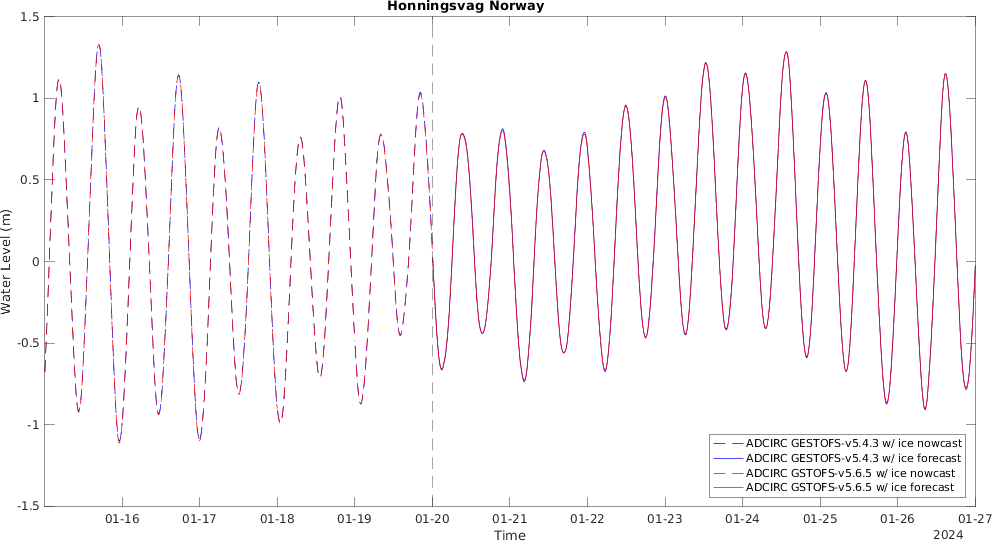 Honningsvag Norway
1.5
1
0.5
0
-0.5
-1
-1.5
Water Level (m)
ADCIRC GESTOFS-v5.4.3 w/ ice nowcast
ADCIRC GESTOFS-v5.4.3 w/ ice forecast
ADCIRC GSTOFS-v5.6.5 w/ ice nowcast
ADCIRC GSTOFS-v5.6.5 w/ ice forecast
01-16 01-17 01-18 01-19 01-20 01-21 01-22 01-23 01-24 01-25 01-26 01-27
Time
2024